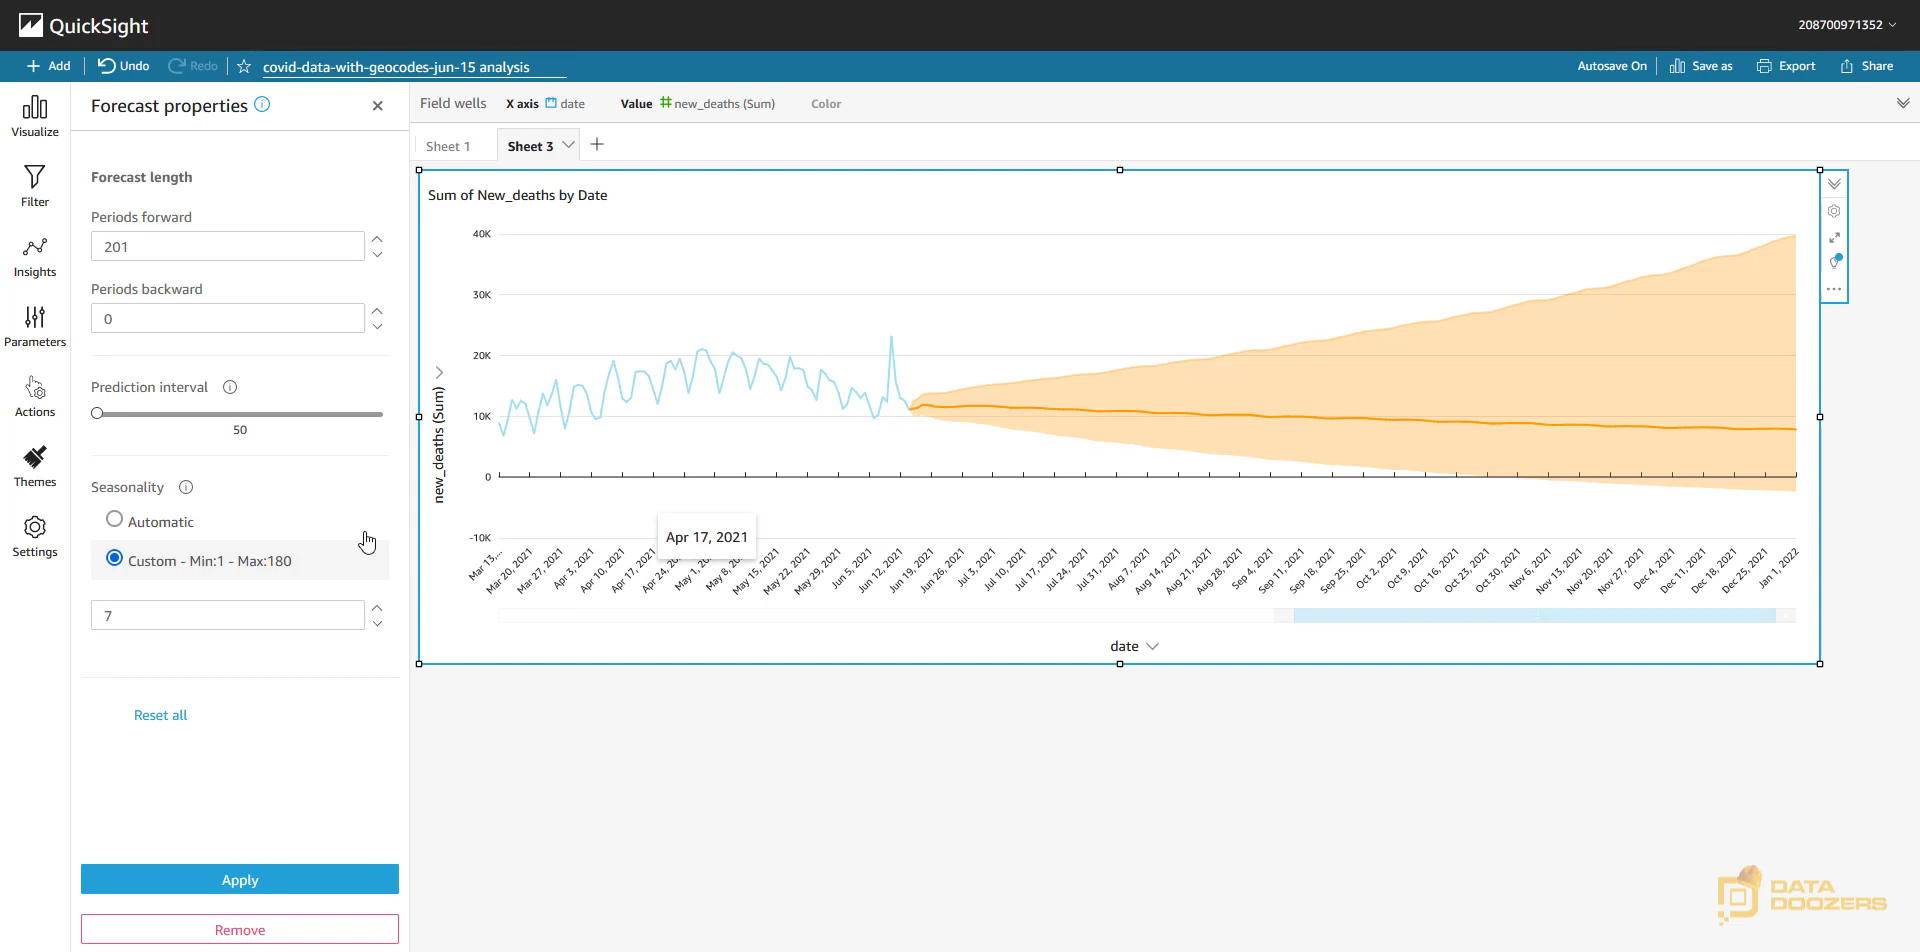 QuickSight
208700971352
Add Undo Redo covid-data-with-geocodes-jun-15 analysis Autosave On Save as Export Share
Visualize
Filter
Insights
Parameters
Actions
Themes
Settings
Forecast properties
Forecast length
Periods forward
201
Periods backward
0
Prediction interval
50
Seasonality
Automatic
Custom - Min:1 - Max:180
7
Reset all
Apply
Remove
Field wells X axis date Value new_deaths (Sum) Color
Sheet 1 Sheet 3
Sum of New_deaths by Date
new_deaths (Sum)
40K
30K
20K
10K
0
-10K
Apr 17, 2021
Mar 13,... Mar 20, 2021 Mar 27, 2021 Apr 3, 2021 Apr 10, 2021 Apr 17, 2021 Apr 24, May 1, May 8, May 15, 2021 May 22, 2021 May 29, 2021 Jun 5, 2021 Jun 12, 2021 Jun 19, 2021 Jun 26, 2021 Jul 3, 2021 Jul 10, 2021 Jul 17, 2021 Jul 24, 2021 Jul 31, 2021 Aug 7, 2021 Aug 14, 2021 Aug 21, 2021 Aug 28, 2021 Sep 4, 2021 Sep 11, 2021 Sep 18, 2021 Sep 25, 2021 Oct 2, 2021 Oct 9, 2021 Oct 16, 2021 Oct 23, 2021 Oct 30, 2021 Nov 6, 2021 Nov 13, 2021 Nov 20, 2021 Nov 27, 2021 Dec 4, 2021 Dec 11, 2021 Dec 18, 2021 Dec 25, 2021 Jan 1, 2022
date
DATA
DOOZERS